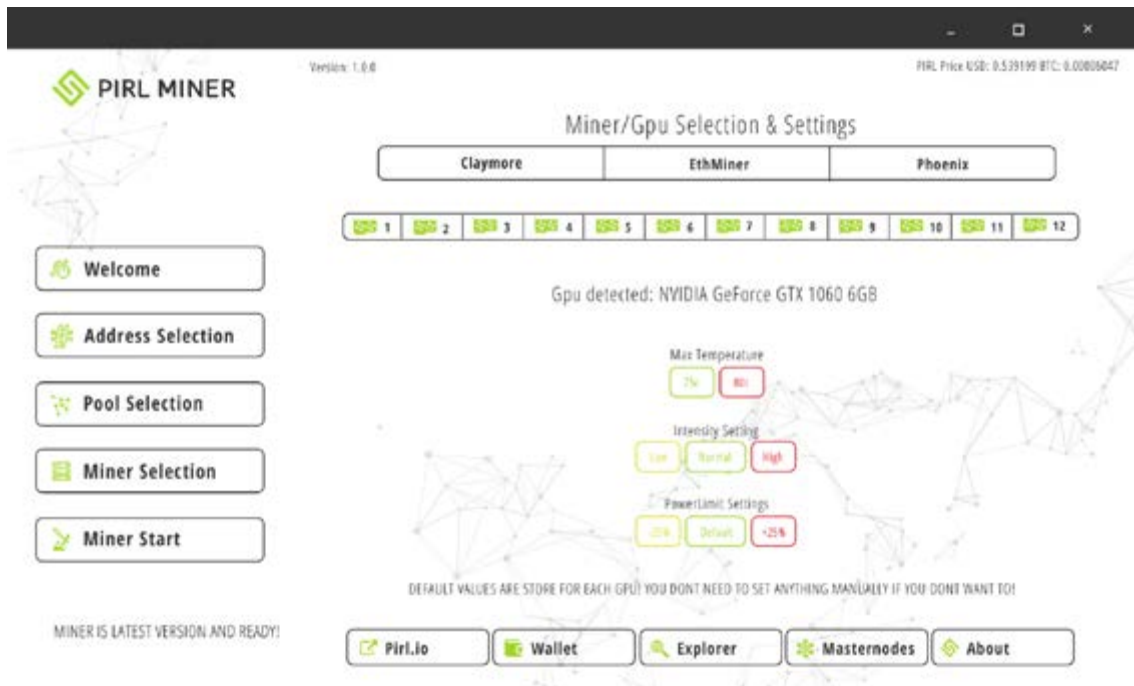 PIRL MINER
Version: 1.0.0
PIRL Price USD: 0.539199 BTC: 0.00006047
Miner/Gpu Selection & Settings
Claymore EthMiner Phoenix
1 2 3 4 5 6 7 8 9 10 11 12
Welcome
Address Selection
Pool Selection
Miner Selection
Miner Start
Gpu detected: NVIDIA GeForce GTX 1060 6GB
Max Temperature
Intensity Setting
Low Normal High
PowerLimit Settings
-25% Default +25%
DEFAULT VALUES ARE STORE FOR EACH GPU! YOU DONT NEED TO SET ANYTHING MANUALLY IF YOU DONT WANT TO!
MINER IS LATEST VERSION AND READY!
Pirl.io Wallet Explorer Masternodes About